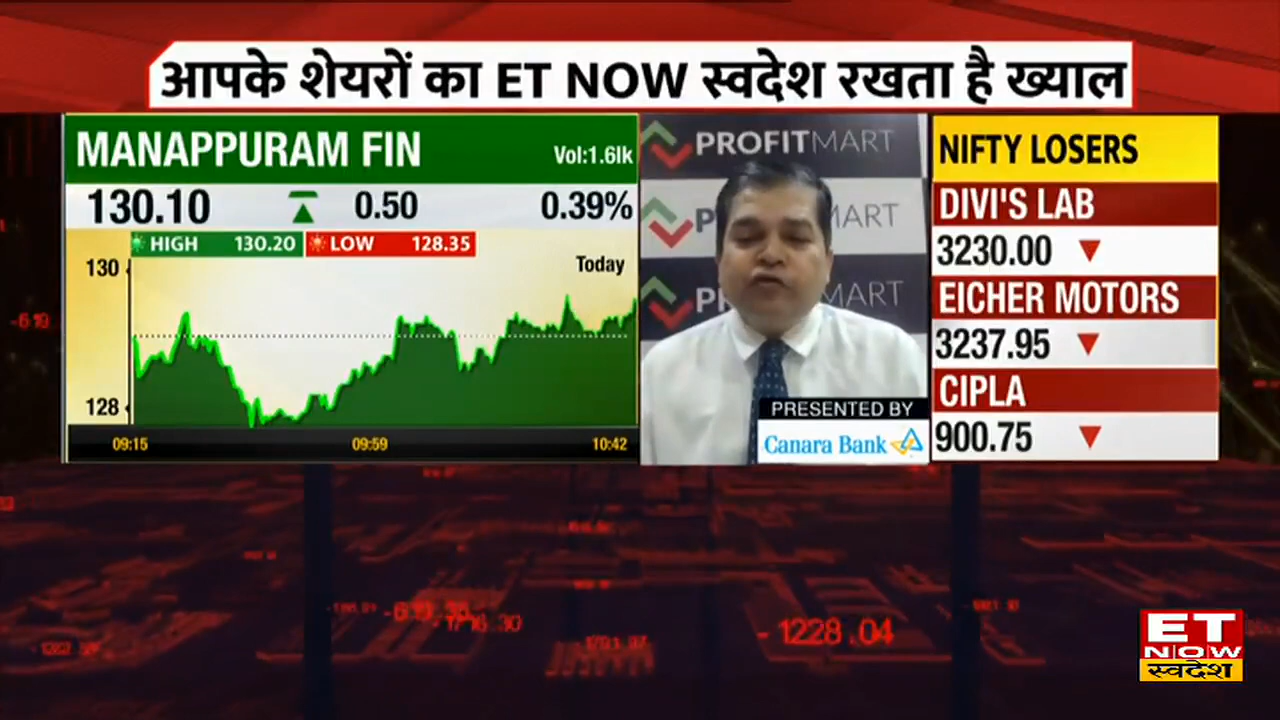 आपके शेयरों का ET NOW स्वदेश रखता है ख्याल
MANAPPURAM FIN Vol:1.6lk
130.10 0.50 0.39%
HIGH 130.20 LOW 128.35
Today
130
128
09:15 09:59 10:42
PROFITMART
MART
MART
PRESENTED BY
Canara Bank
NIFTY LOSERS
DIVI'S LAB
3230.00
EICHER MOTORS
3237.95
CIPLA
900.75
- 1228.04
ET
NOW
स्वदेश